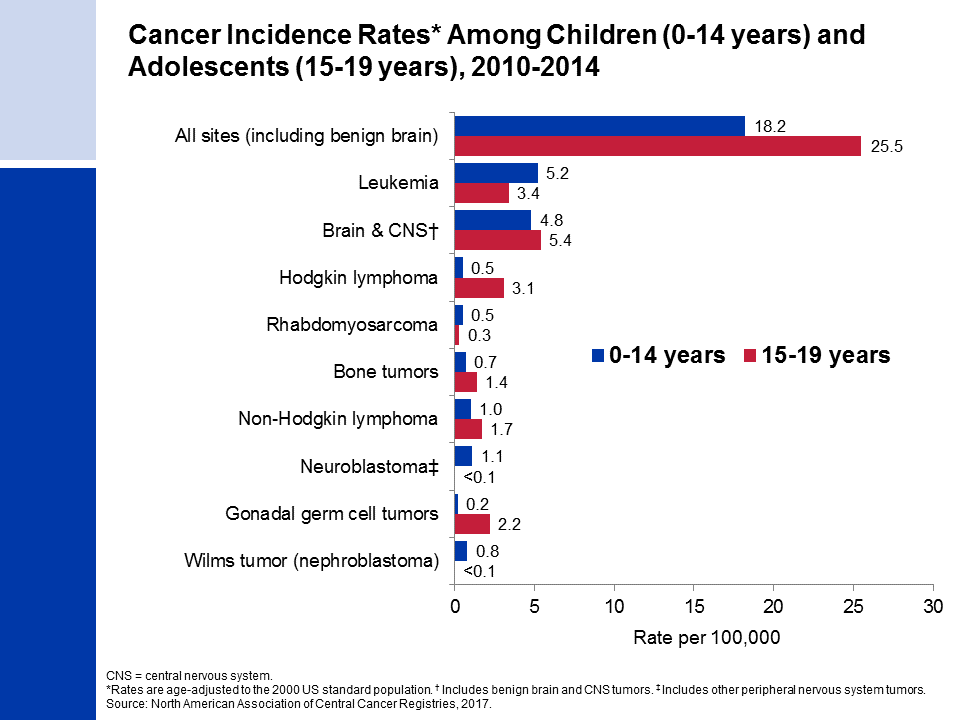 Cancer Incidence Rates* Among Children (0-14 years) and
Adolescents (15-19 years), 2010-2014
All sites (including benign brain)
18.2
25.5
Leukemia
5.2
3.4
Brain & CNS†
4.8
5.4
Hodgkin lymphoma
0.5
3.1
Rhabdomyosarcoma
0.5
0.3
Bone tumors
0.7
1.4
Non-Hodgkin lymphoma
1.0
1.7
Neuroblastoma‡
1.1
<0.1
Gonadal germ cell tumors
0.2
2.2
Wilms tumor (nephroblastoma)
0.8
<0.1
0-14 years 15-19 years
0 5 10 15 20 25 30
Rate per 100,000
CNS = central nervous system.
*Rates are age-adjusted to the 2000 US standard population. † Includes benign brain and CNS tumors. ‡ Includes other peripheral nervous system tumors.
Source: North American Association of Central Cancer Registries, 2017.